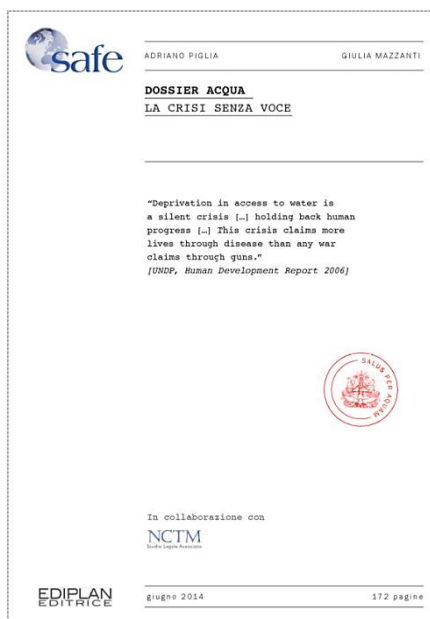 safe
ADRIANO PIGLIA GIULIA MAZZANTI
DOSSIER ACQUA
LA CRISI SENZA VOCE
“Deprivation in access to water is
a silent crisis […] holding back human
progress […] This crisis claims more
lives through disease than any war
claims through guns.”
[UNDP, Human Development Report 2006]
SALUS PER AQUAM
In collaborazione con
NCTM
Studio Legale Associato
EDIPLAN
EDITRICE
giugno 2014 172 pagine